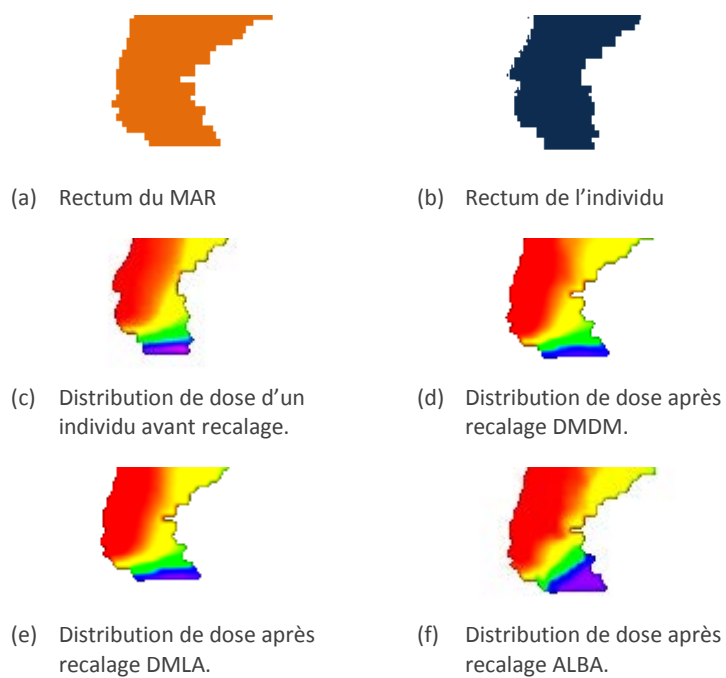 (a) Rectum du MAR
(b) Rectum de l'individu
(c) Distribution de dose d'un
individu avant recalage.
(d) Distribution de dose après
recalage DMDM.
(e) Distribution de dose après
recalage DMLA.
(f) Distribution de dose après
recalage ALBA.